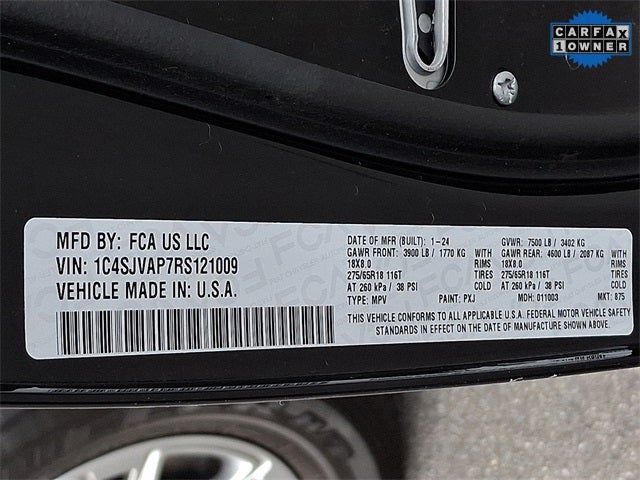 CARFAX
1 OWNER
MFD BY: FCA US LLC
VIN: 1C4SJVAP7RS121009
VEHICLE MADE IN: U.S.A.
DATE OF MFR (BUILT): 1-24 GVWR: 7500 LB / 3402 KG
GAWR FRONT: 3900 LB / 1770 KG WITH GAWR REAR: 4600 LB / 2087 KG WITH
18X8.0 RIMS 18X8.0 RIMS
275/65R18 116T TIRES 275/65R18 116T TIRES
AT 260 kPa / 38 PSI COLD AT 260 kPa / 38 PSI COLD
TYPE: MPV PAINT: PXJ MDH: 011003 MKT: 875
THIS VEHICLE CONFORMS TO ALL APPLICABLE U.S.A. FEDERAL MOTOR VEHICLE SAFETY
STANDARDS IN EFFECT ON THE DATE OF MANUFACTURE SHOWN ABOVE.